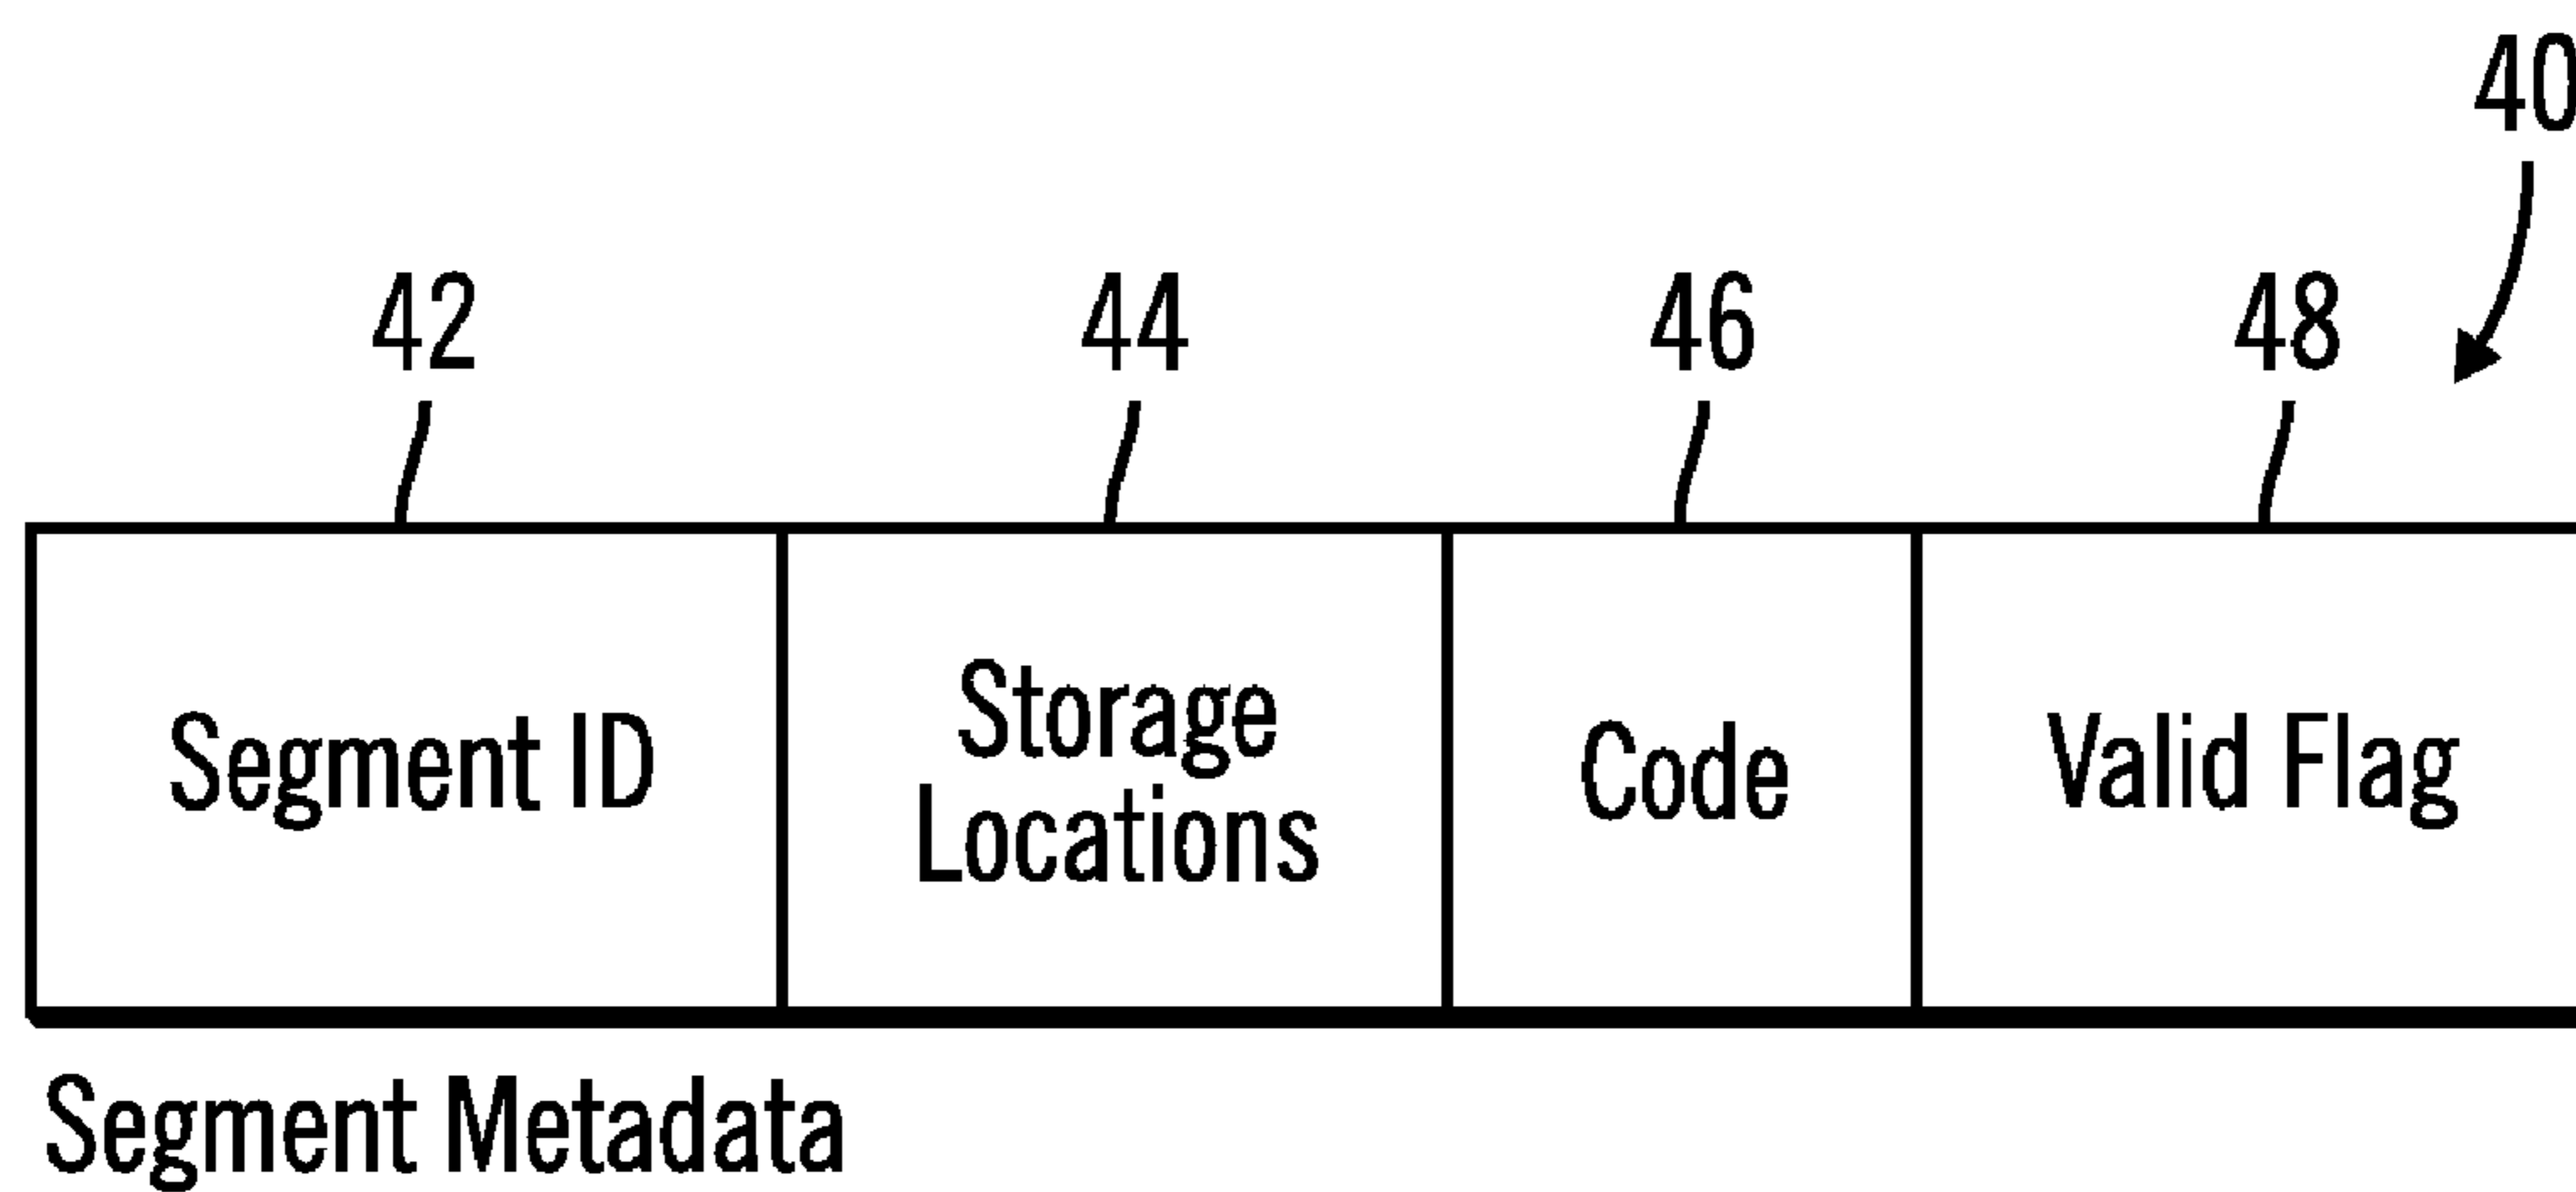 40
42 44 46 48
Segment ID
Storage
Locations
Code
Valid Flag
Segment Metadata